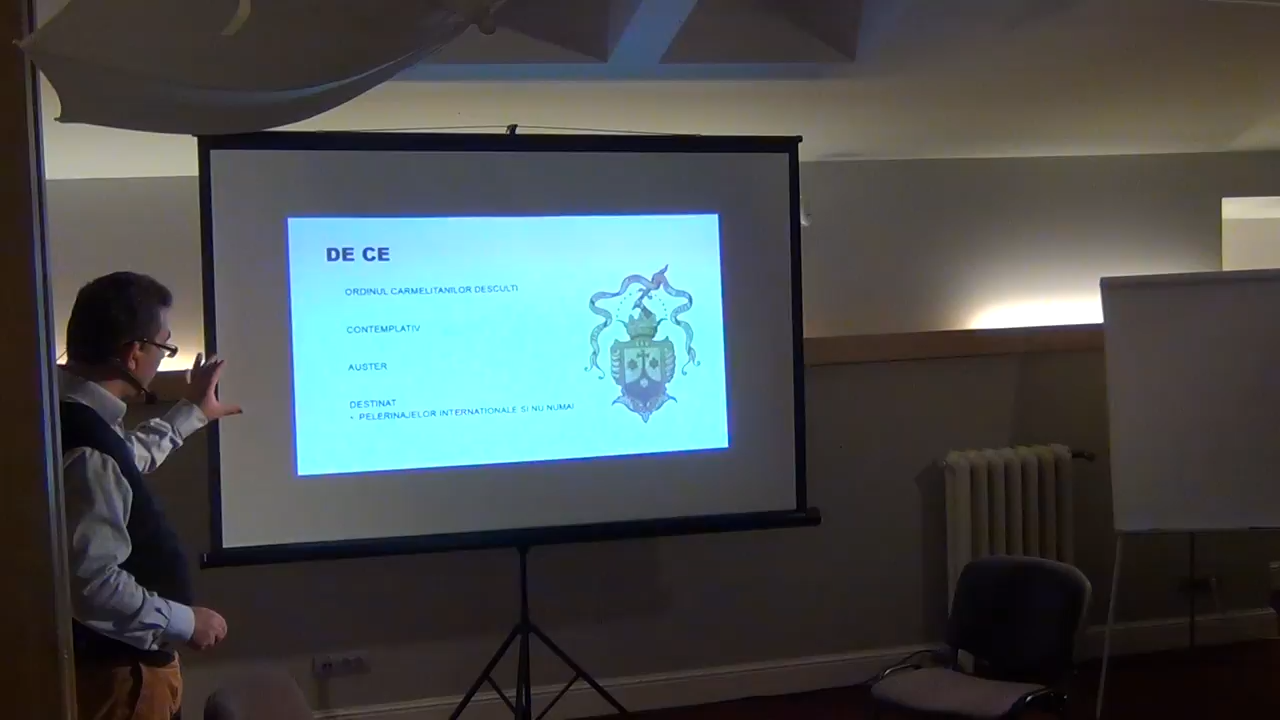 DE CE
ORDINUL CARMELITANILOR DESCULTI
CONTEMPLATIV
AUSTER
DESTINAT
• PELERINAJELOR INTERNATIONALE SI NU NUMAI